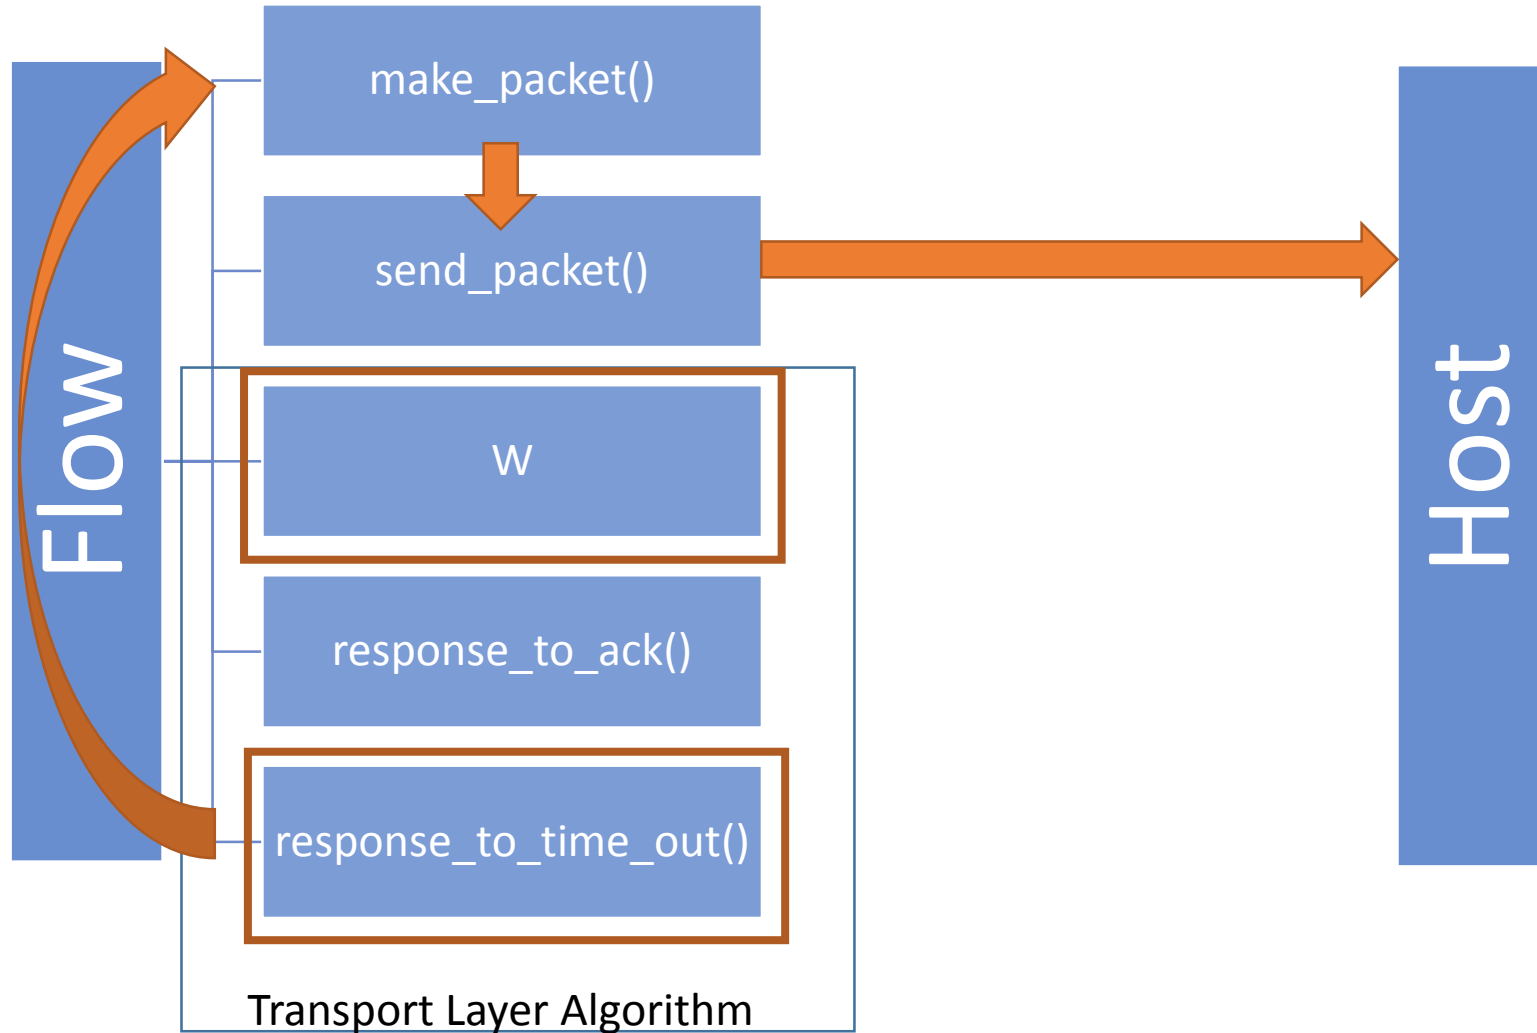 Flow
make_packet()
send_packet()
W
response_to_ack()
response_to_time_out()
Transport Layer Algorithm
Host